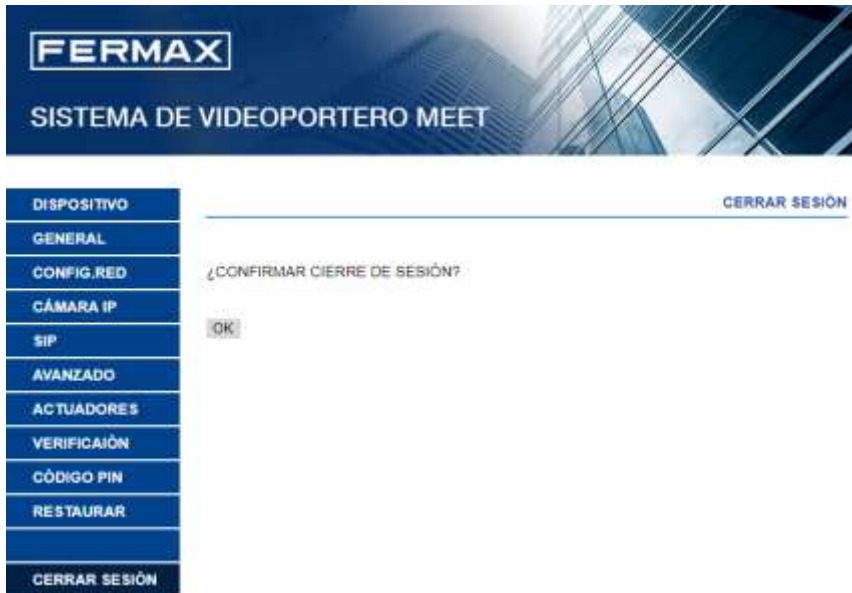 FERMAX
SISTEMA DE VIDEOPORTERO MEET
DISPOSITIVO
GENERAL
CONFIG.RED
CÁMARA IP
SIP
AVANZADO
ACTUADORES
VERIFICAIÓN
CÓDIGO PIN
RESTAURAR
CERRAR SESIÓN
CERRAR SESIÓN
¿CONFIRMAR CIERRE DE SESIÓN?
OK